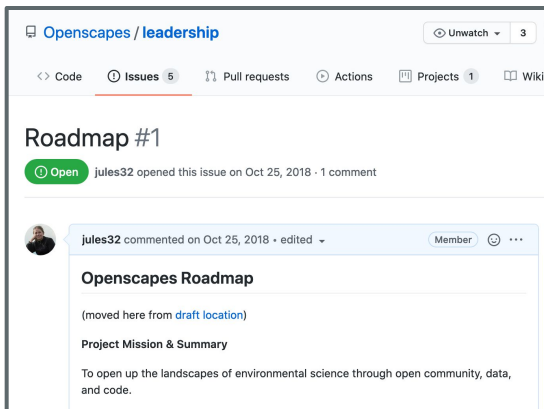 Openscapes / leadership
Unwatch 3
Code Issues 5 Pull requests Actions Projects 1 Wiki
Roadmap #1
Open jules32 opened this issue on Oct 25, 2018 · 1 comment
jules32 commented on Oct 25, 2018 • edited Member
Openscapes Roadmap
(moved here from draft location)
Project Mission & Summary
To open up the landscapes of environmental science through open community, data,
and code.